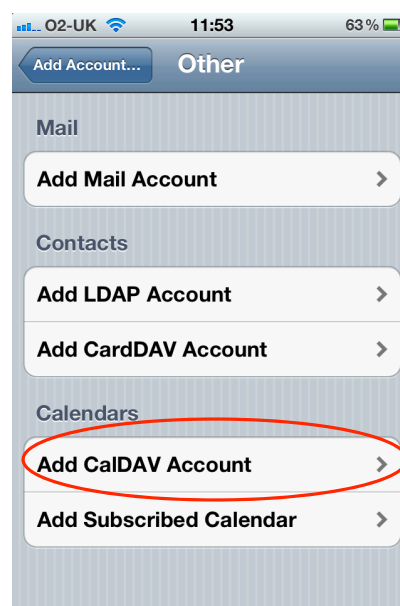 O2-UK 11:53 63%
Add Account... Other
Mail
Add Mail Account
Contacts
Add LDAP Account
Add CardDAV Account
Calendars
Add CalDAV Account
Add Subscribed Calendar